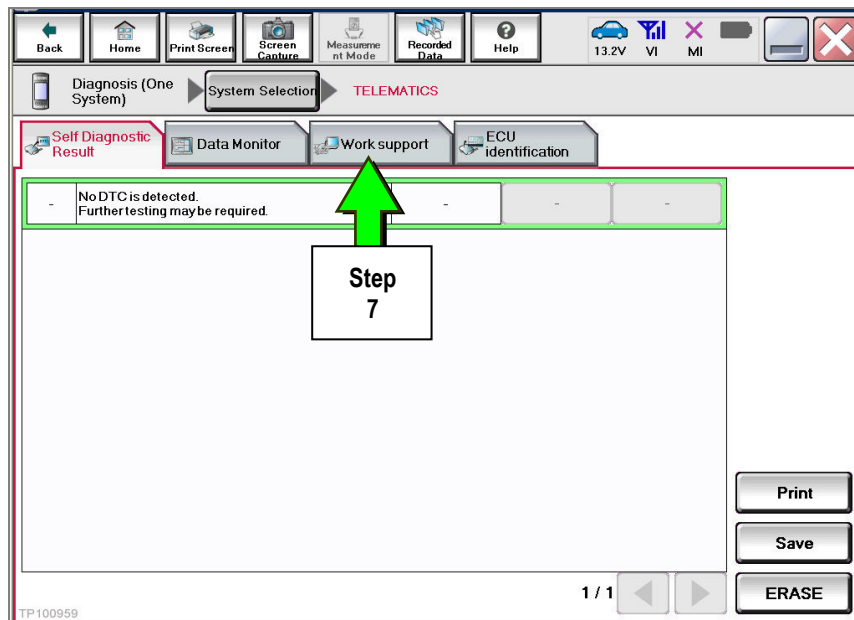 Back
Home
Print Screen
Screen
Capture
Measureme
nt Mode
Recorded
Data
Help
13.2V
VI
MI
Diagnosis (One
System)
System Selection
TELEMATICS
Self Diagnostic
Result
Data Monitor
Work support
ECU
identification
-
No DTC is detected.
Further testing may be required.
-
-
-
Step
7
Print
Save
1 / 1
ERASE
TP100959